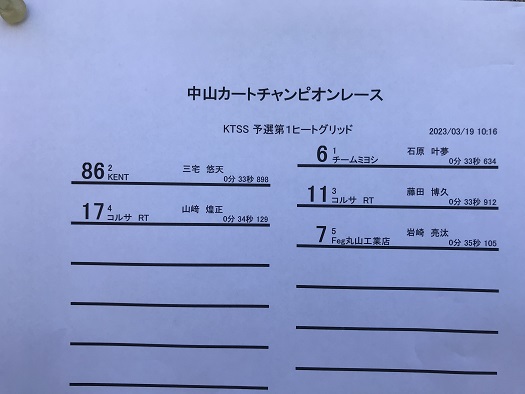 中山カートチャンピオンレース
KTSS 予選第1ヒートグリッド
2023/03/19 10:16
6 1 石原 叶夢
チームミヨシ 0分 33秒 634
86 2 三宅 悠天
KENT 0分 33秒 898
11 3 藤田 博久
コルサ RT 0分 33秒 912
17 4 山﨑 煌正
コルサ RT 0分 34秒 129
7 5 岩崎 亮汰
Feg丸山工業店 0分 35秒 105